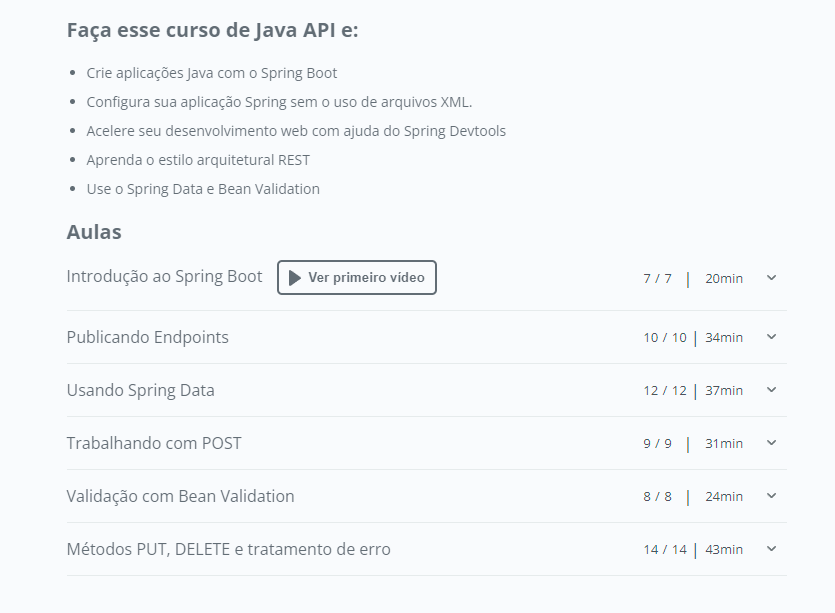 Faça esse curso de Java API e:
Crie aplicações Java com o Spring Boot
Configura sua aplicação Spring sem o uso de arquivos XML.
Acelere seu desenvolvimento web com ajuda do Spring Devtools
Aprenda o estilo arquitetural REST
Use o Spring Data e Bean Validation
Aulas
Introdução ao Spring Boot Ver primeiro vídeo 7 / 7 | 20min
Publicando Endpoints 10 / 10 | 34min
Usando Spring Data 12 / 12 | 37min
Trabalhando com POST 9 / 9 | 31min
Validação com Bean Validation 8 / 8 | 24min
Métodos PUT, DELETE e tratamento de erro 14 / 14 | 43min